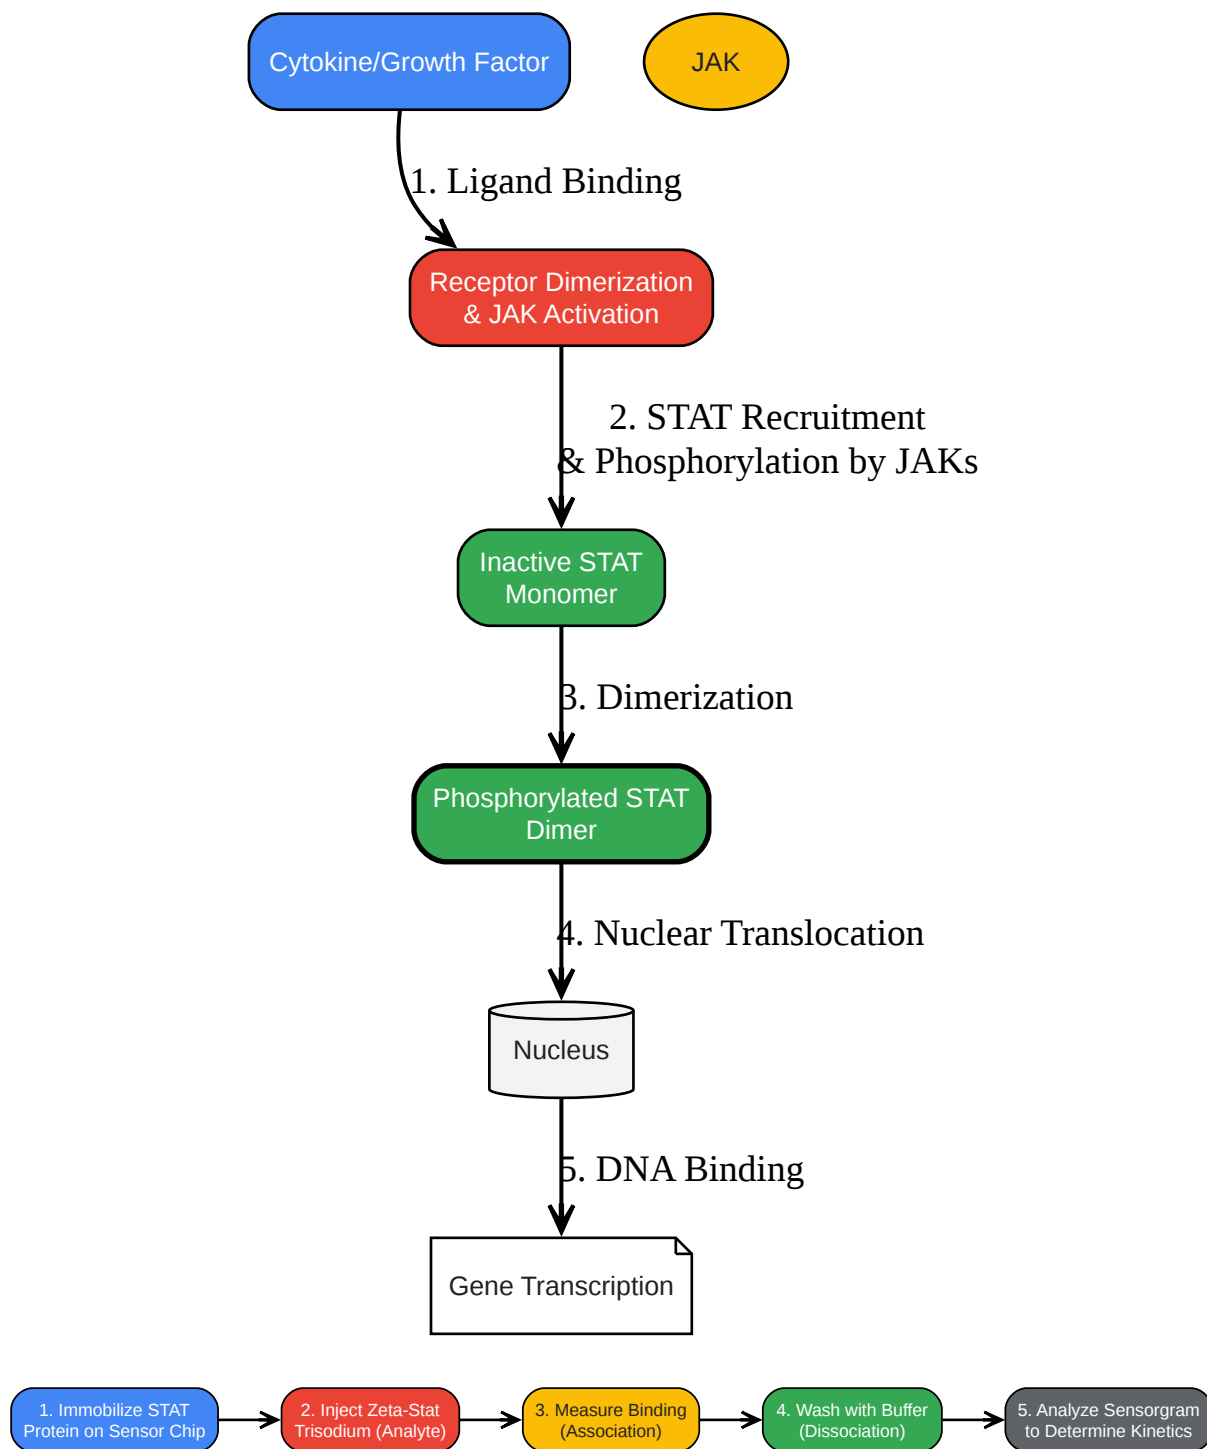 Cytokine/Growth Factor
JAK
1. Ligand Binding
Receptor Dimerization
& JAK Activation
2. STAT Recruitment
& Phosphorylation by JAKs
Inactive STAT
Monomer
3. Dimerization
Phosphorylated STAT
Dimer
4. Nuclear Translocation
Nucleus
5. DNA Binding
Gene Transcription
1. Immobilize STAT
Protein on Sensor Chip
2. Inject Zeta-Stat
Trisodium (Analyte)
3. Measure Binding
(Association)
4. Wash with Buffer
(Dissociation)
5. Analyze Sensorgram
to Determine Kinetics